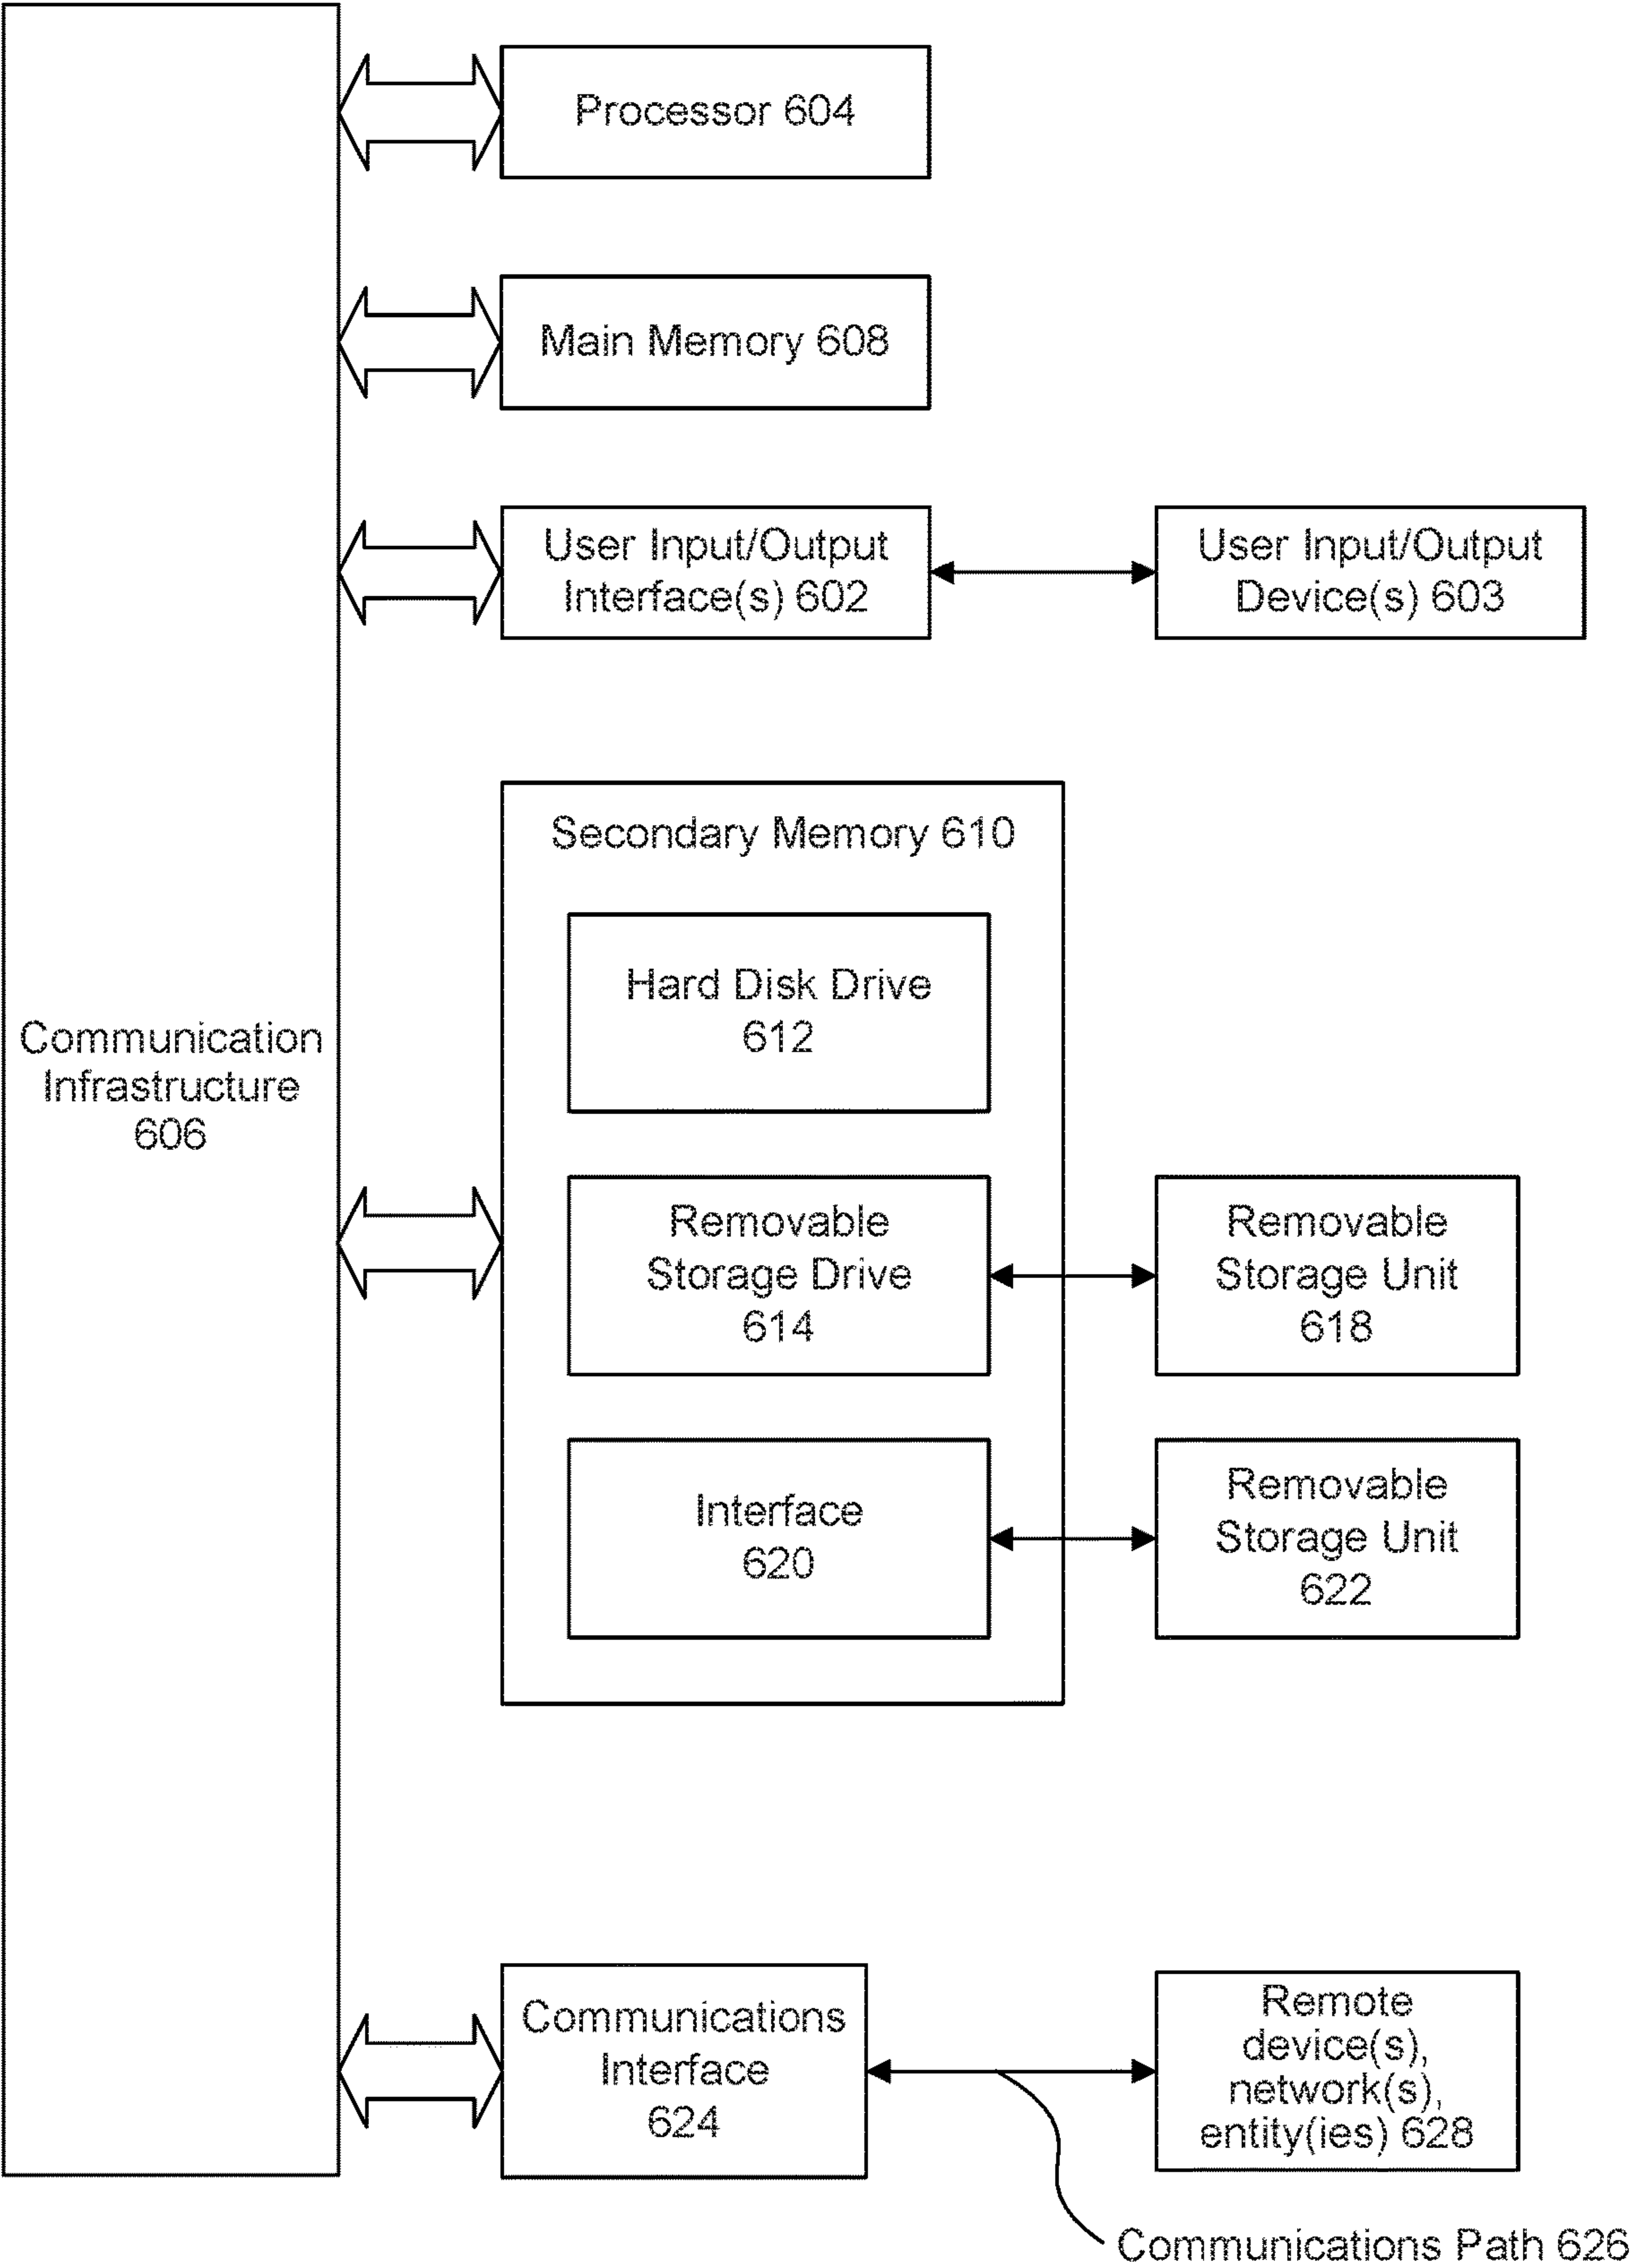 Processor 604
Main Memory 608
User Input/Output
Interface(s) 602
User Input/Output
Device(s) 603
Secondary Memory 610
Hard Disk Drive
612
Communication
Infrastructure
606
Removable
Storage Drive
614
Removable
Storage Unit
618
Interface
620
Removable
Storage Unit
622
Communications
Interface
624
Remote
device(s),
network(s),
entity(ies) 628
Communications Path 626